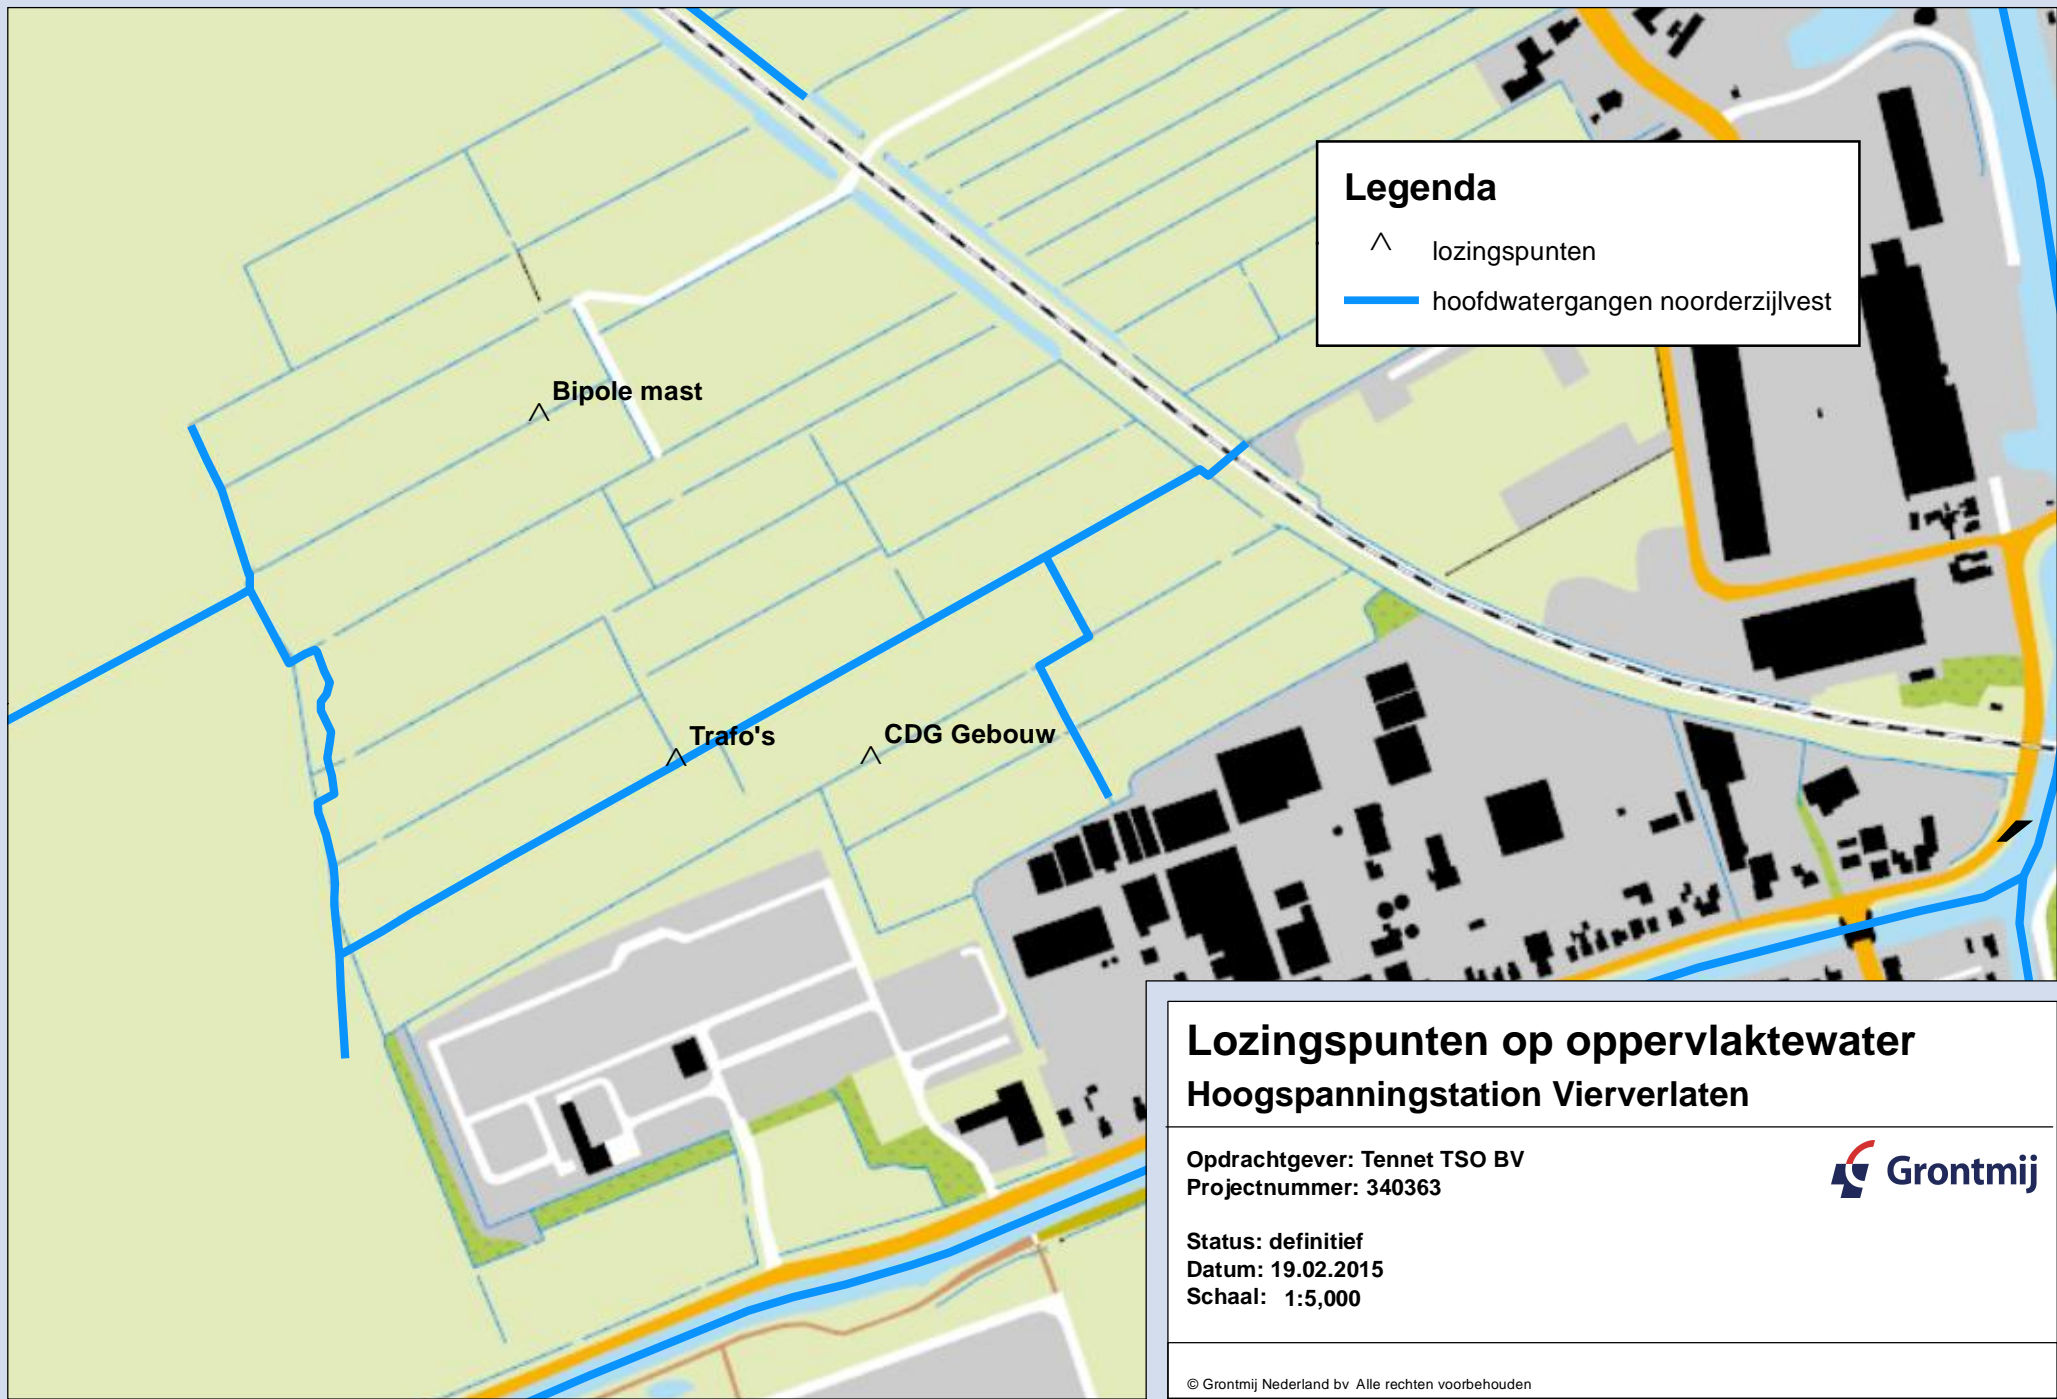 Legenda
lozingspunten
hoofdwatergangen noorderzijlvest
Bipole mast
Trafo's
CDG Gebouw
Lozingspunten op oppervlaktewater
Hoogspanningstation Vierverlaten
Opdrachtgever: Tennet TSO BV
Projectnummer: 340363
Grontmij
Status: definitief
Datum: 19.02.2015
Schaal: 1:5,000
© Grontmij Nederland bv Alle rechten voorbehouden